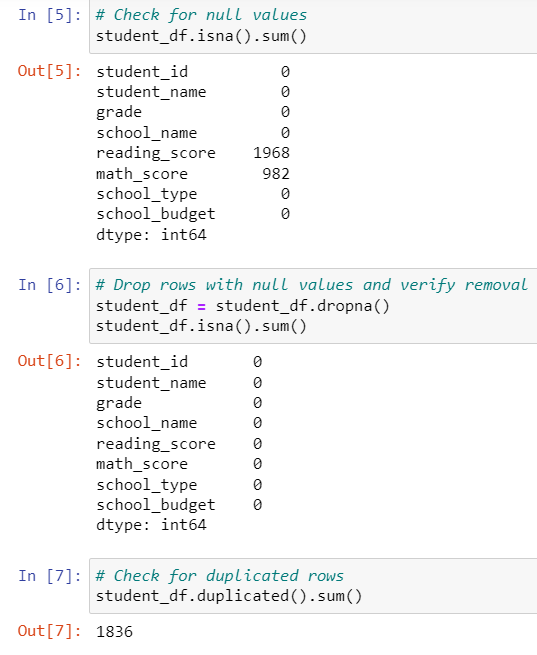 In [5]: # Check for null values
student_df.isna().sum()
Out[5]: student_id 0
student_name 0
grade 0
school_name 0
reading_score 1968
math_score 982
school_type 0
school_budget 0
dtype: int64
In [6]: # Drop rows with null values and verify removal
student_df = student_df.dropna()
student_df.isna().sum()
Out[6]: student_id 0
student_name 0
grade 0
school_name 0
reading_score 0
math_score 0
school_type 0
school_budget 0
dtype: int64
In [7]: # Check for duplicated rows
student_df.duplicated().sum()
Out[7]: 1836